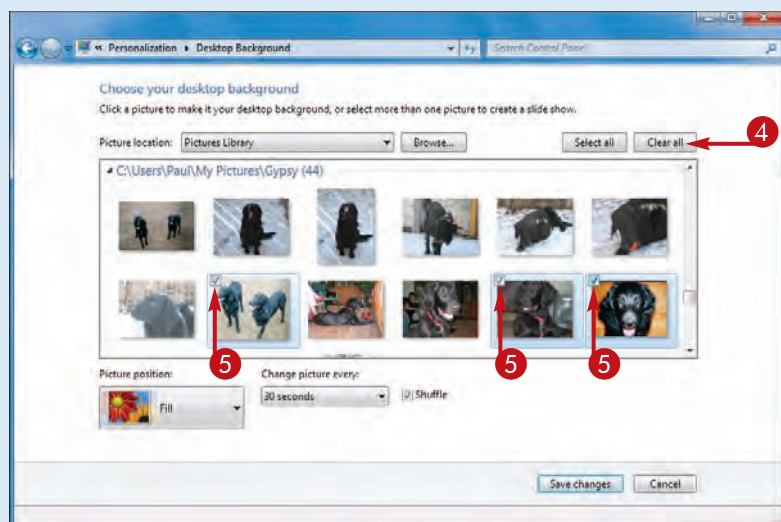 « Personalization ▸ Desktop Background
Search Control Panel
Choose your desktop background
Click a picture to make it your desktop background, or select more than one picture to create a slide show.
Picture location: Pictures Library Browse... Select all Clear all 4
C:\Users\Paul\My Pictures\Gypsy (44)
5 5 5
Picture position: Change picture every:
Fill 30 seconds Shuffle
Save changes Cancel